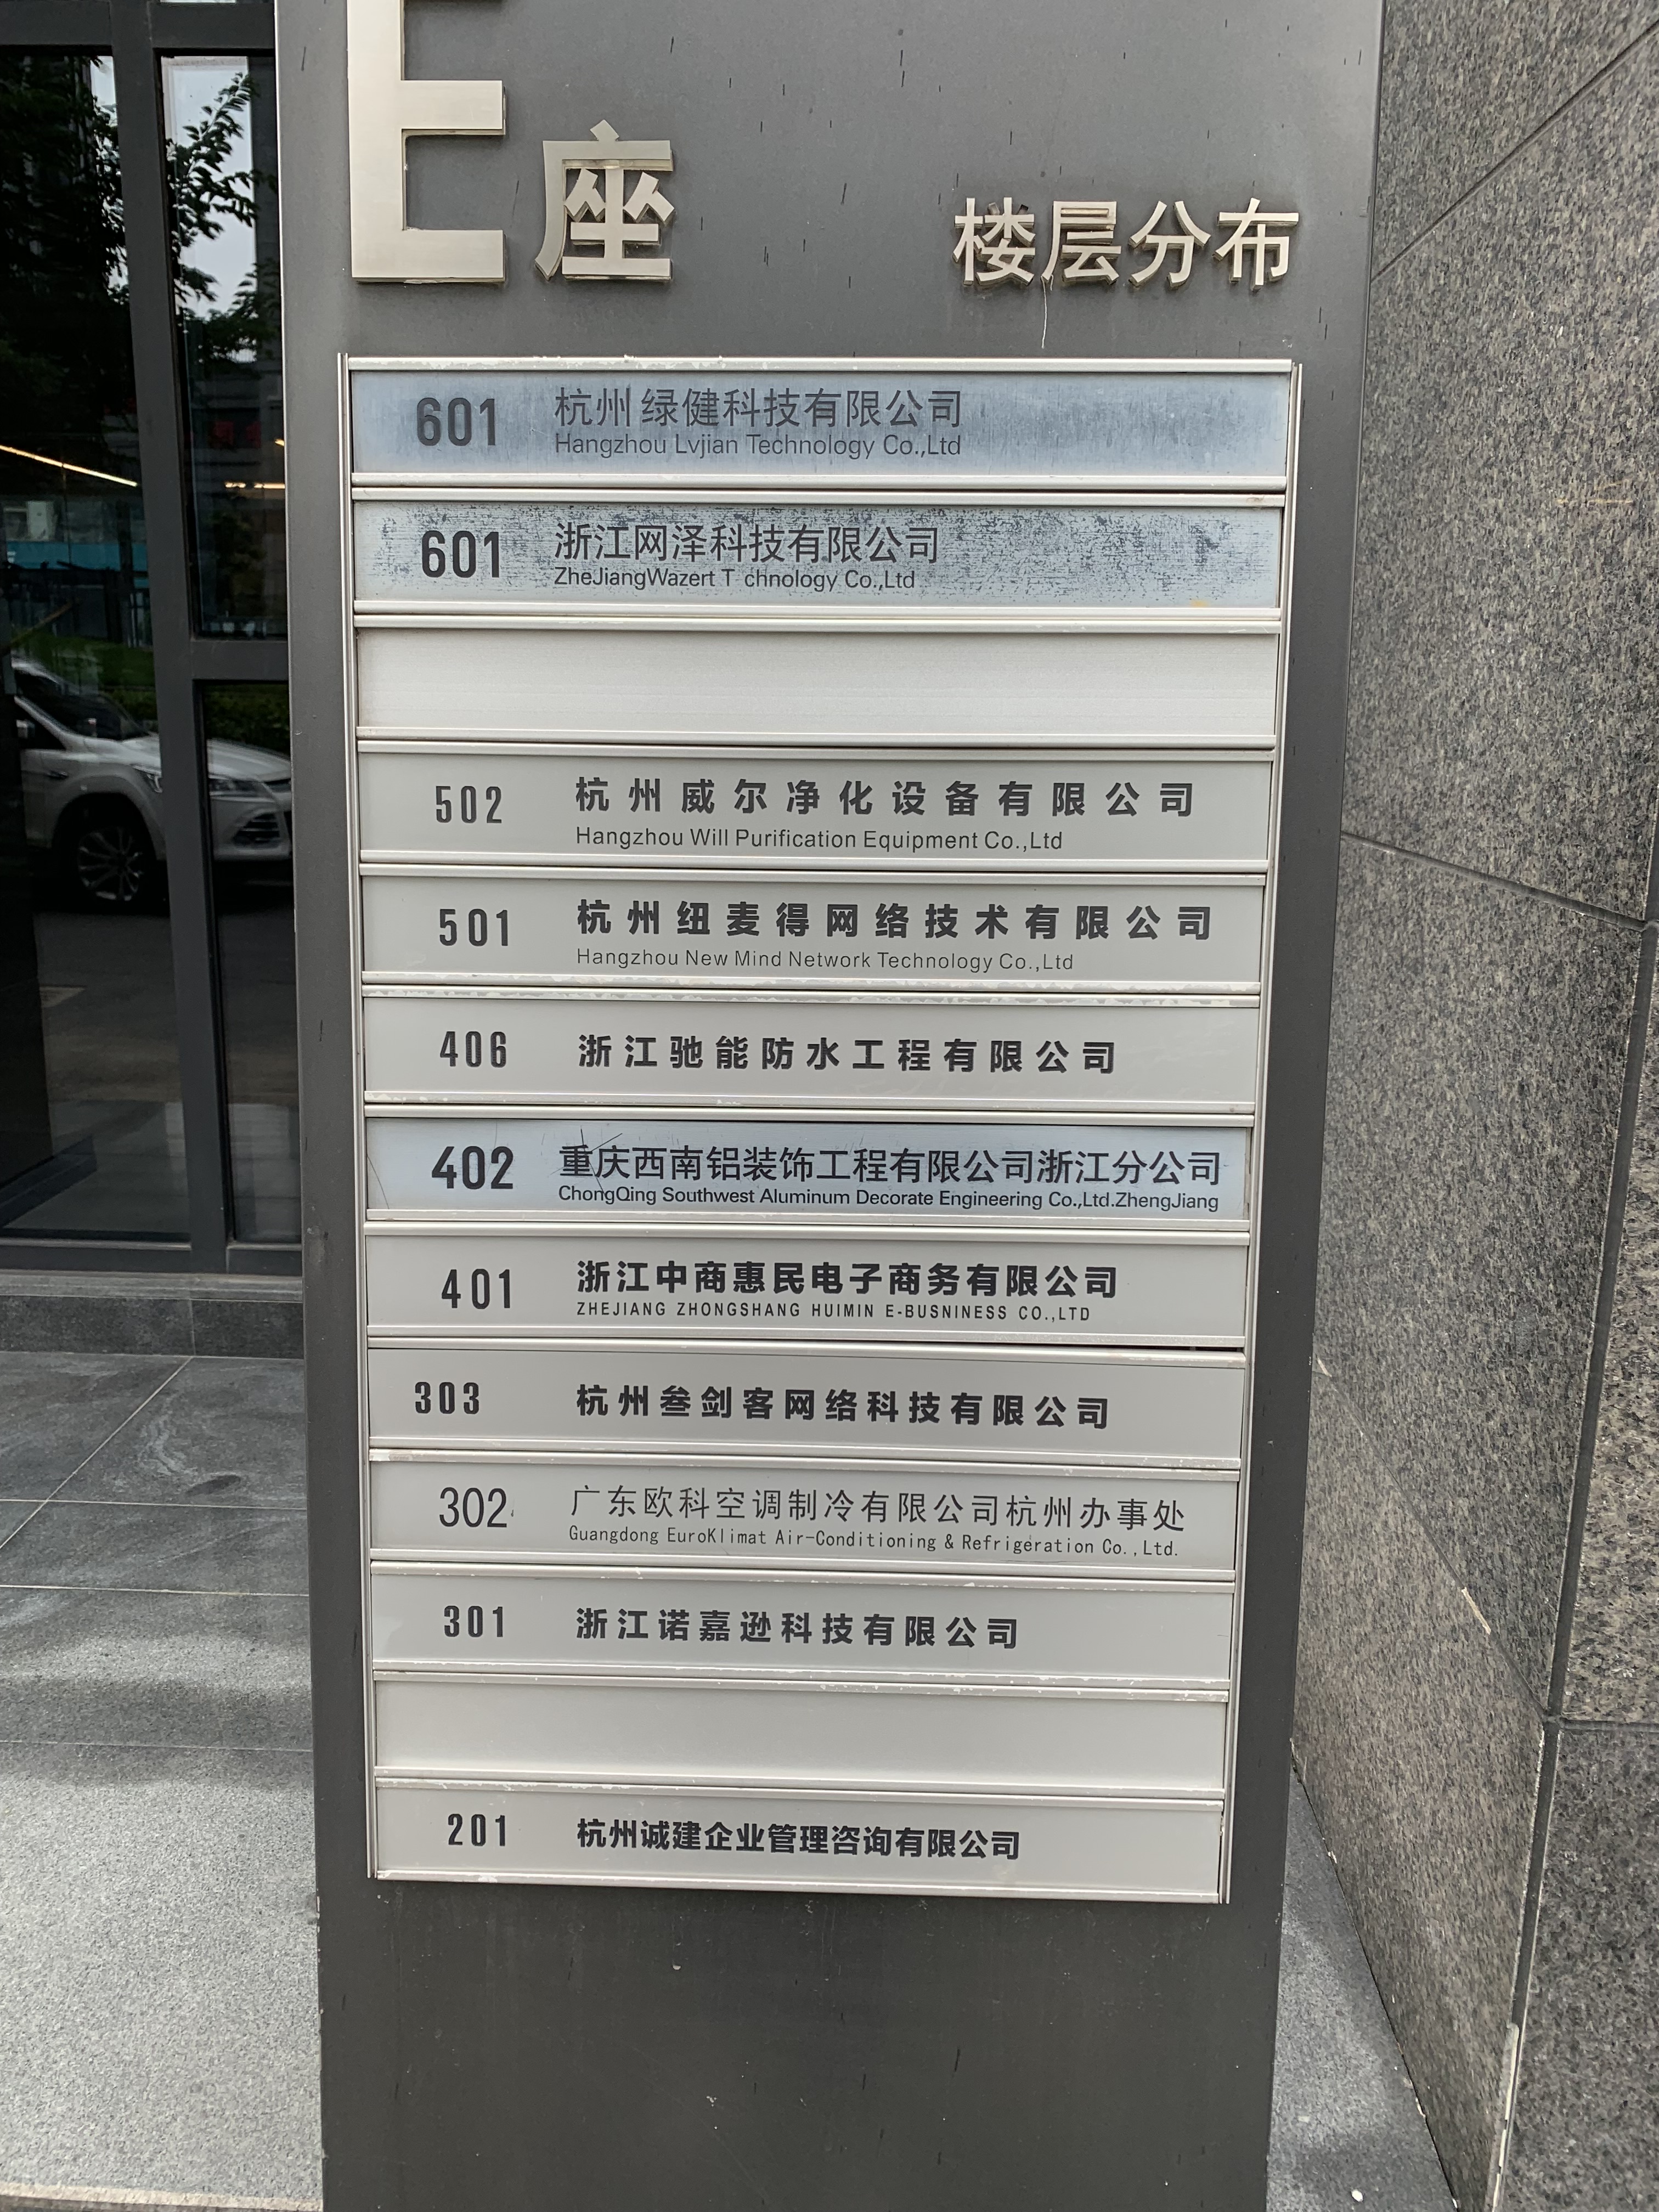 E座
楼层分布
601 杭州绿健科技有限公司
Hangzhou Lvjian Technology Co.,Ltd
601 浙江网泽科技有限公司
ZheJiangWazert T chnology Co.,Ltd
502 杭州威尔净化设备有限公司
Hangzhou Will Purification Equipment Co.,Ltd
501 杭州纽麦得网络技术有限公司
Hangzhou New Mind Network Technology Co.,Ltd
406 浙江驰能防水工程有限公司
402 重庆西南铝装饰工程有限公司浙江分公司
ChongQing Southwest Aluminum Decorate Engineering Co.,Ltd.ZhengJiang
401 浙江中商惠民电子商务有限公司
ZHEJIANG ZHONGSHANG HUIMIN E-BUSNINESS CO.,LTD
303 杭州叁剑客网络科技有限公司
302 广东欧科空调制冷有限公司杭州办事处
Guangdong EuroKlimat Air-Conditioning & Refrigeration Co.,Ltd.
301 浙江诺嘉逊科技有限公司
201 杭州诚建企业管理咨询有限公司